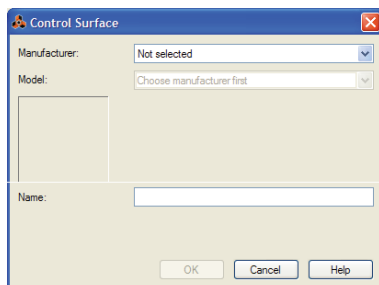 Control Surface
Manufacturer: Not selected
Model: Choose manufacturer first
Name:
OK Cancel Help